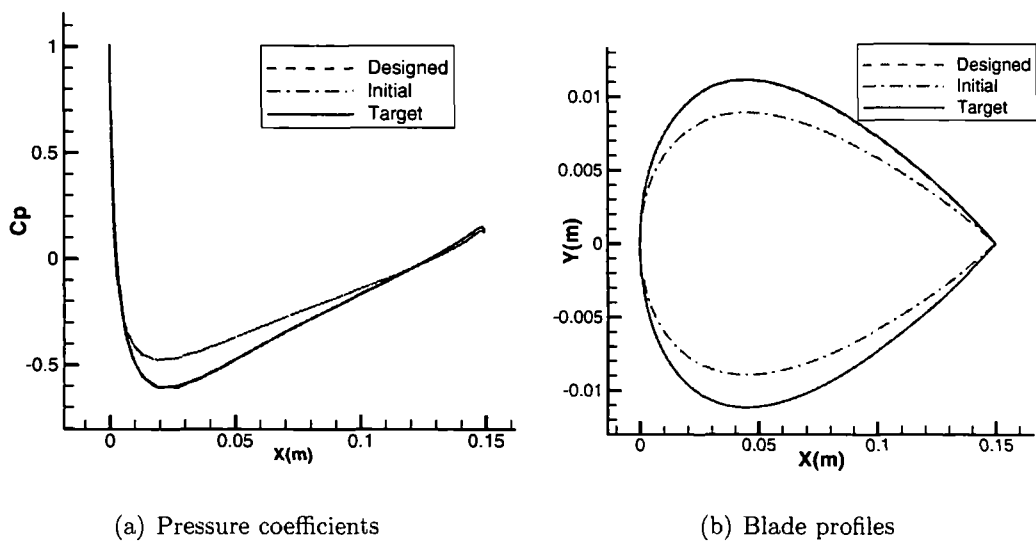 1
0.5
0
-0.5
Cp
0
0.05
0.1
0.15
X(m)
Designed
Initial
Target
(a) Pressure coefficients
0.01
0.005
0
-0.005
-0.01
Y(m)
0
0.05
0.1
0.15
X(m)
Designed
Initial
Target
(b) Blade profiles